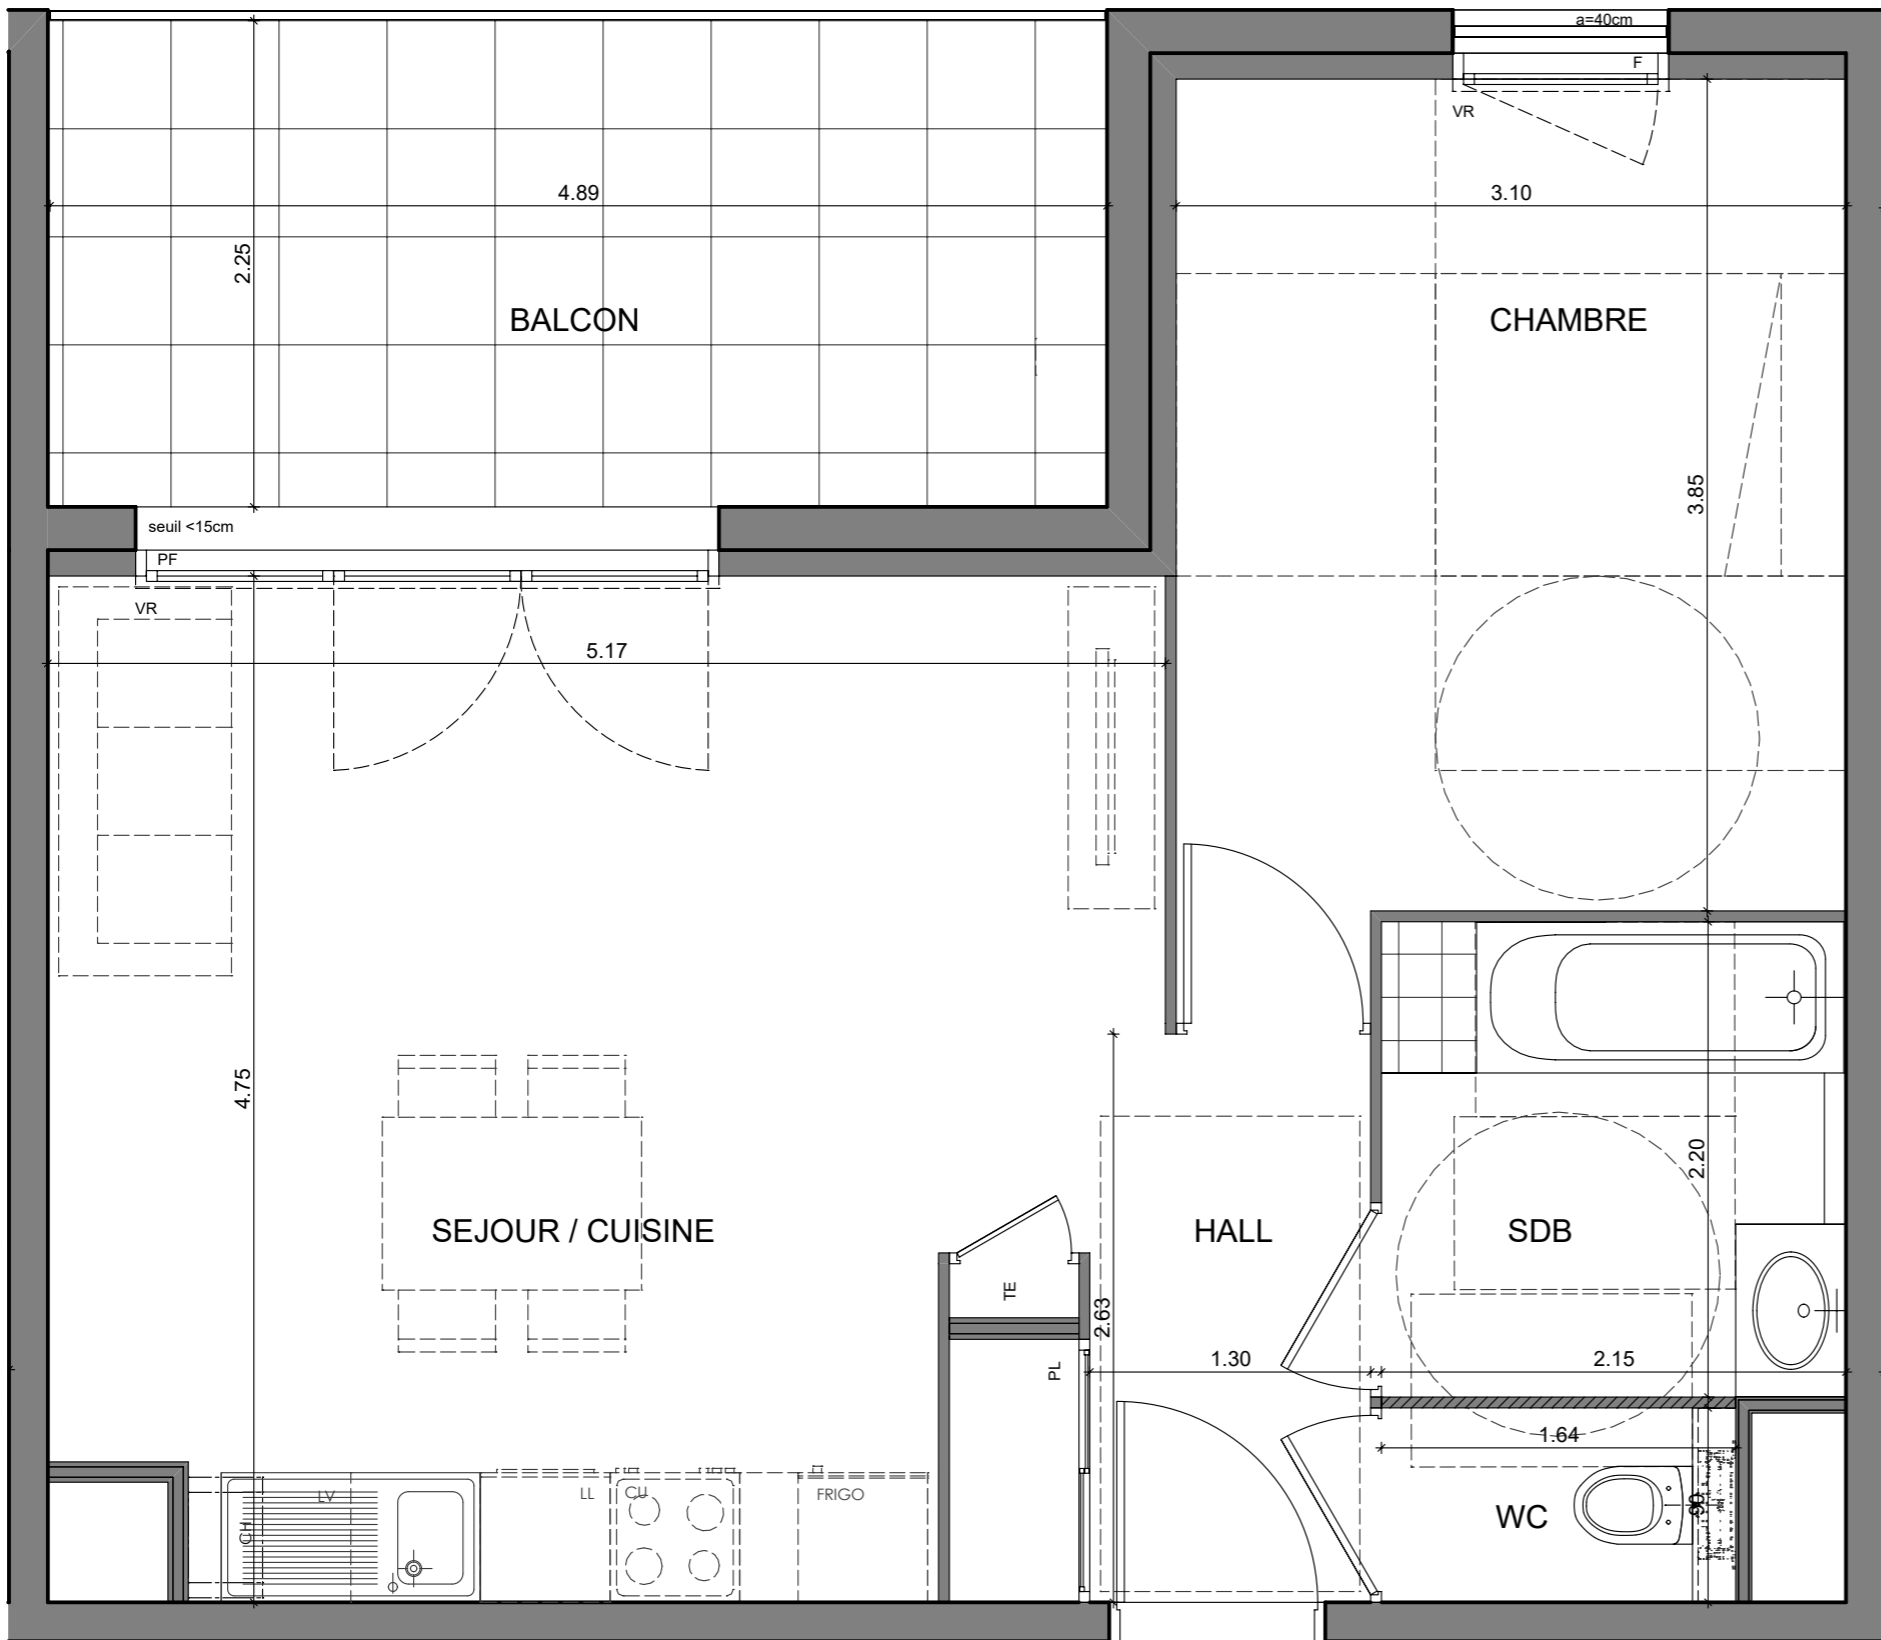 a=40cm
F
VR
4.89
3.10
2.25
BALCON
CHAMBRE
3.85
seuil <15cm
PF
VR
5.17
4.75
2.20
SEJOUR / CUISINE
HALL
SDB
TE
2.63
1.30
2.15
PL
1.64
LV
LL
CU
FRIGO
CH
WC
.90